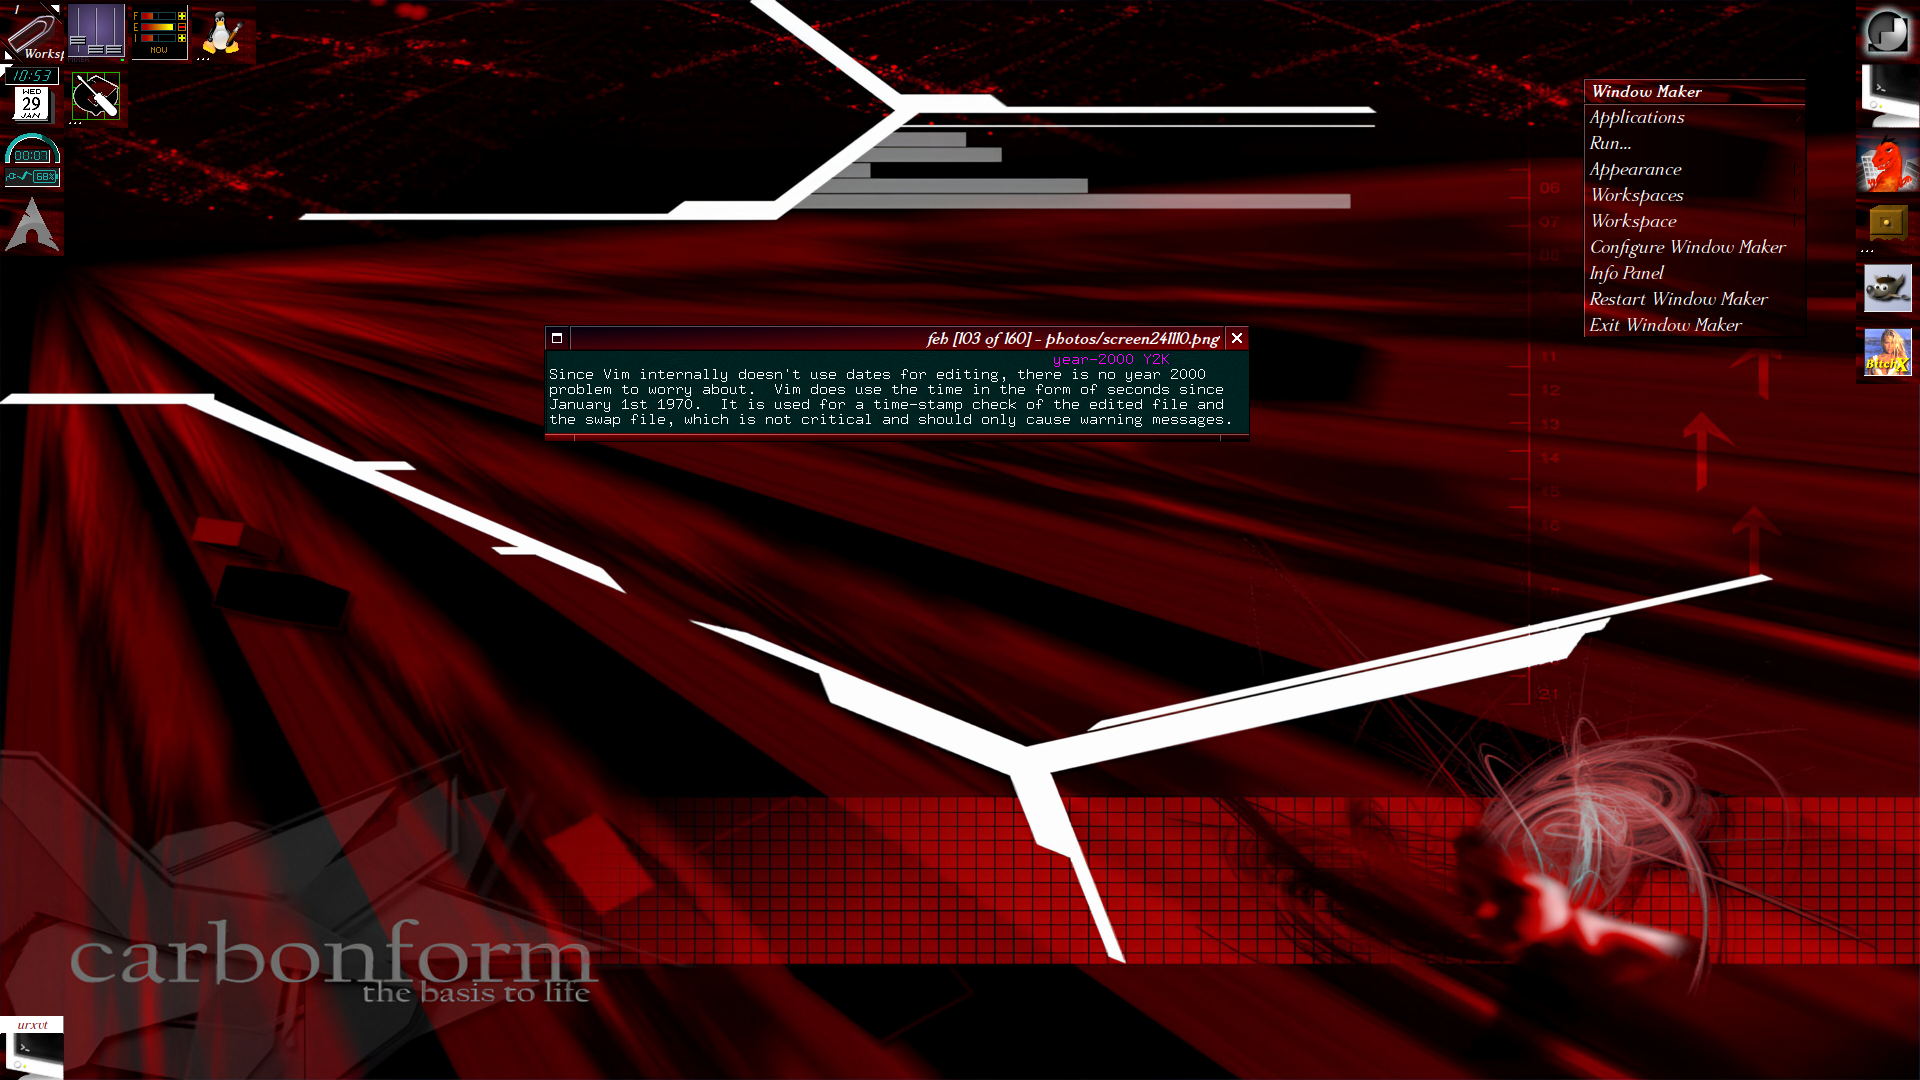 1
Works
F
E
I
NOW
10:53
WED
29
JAN
00:07
68%
Window Maker
Applications
Run...
Appearance
Workspaces
Workspace
Configure Window Maker
Info Panel
Restart Window Maker
Exit Window Maker
feb [103 of 160] - photos/screen241110.png
year-2000 Y2K
Since Vim internally doesn't use dates for editing, there is no year 2000
problem to worry about.  Vim does use the time in the form of seconds since
January 1st 1970.  It is used for a time-stamp check of the edited file and
the swap file, which is not critical and should only cause warning messages.
06
07
08
11
12
13
14
15
16
21
carbonform
the basis to life
urxvt